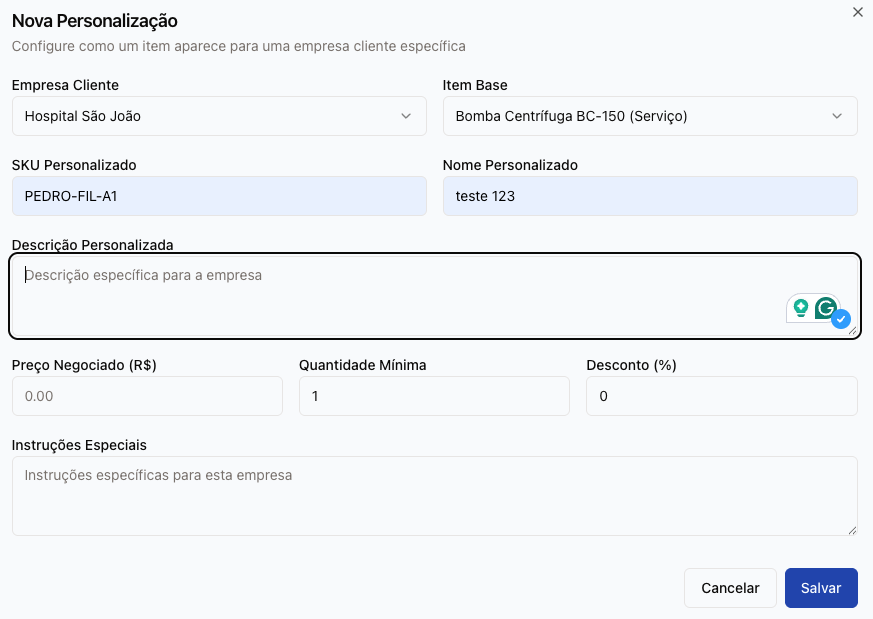 Nova Personalização
Configure como um item aparece para uma empresa cliente específica
Empresa Cliente
Item Base
Hospital São João
Bomba Centrífuga BC-150 (Serviço)
SKU Personalizado
Nome Personalizado
PEDRO-FIL-A1
teste 123
Descrição Personalizada
Descrição específica para a empresa
Preço Negociado (R$)
Quantidade Mínima
Desconto (%)
0.00
1
0
Instruções Especiais
Instruções específicas para esta empresa
Cancelar
Salvar